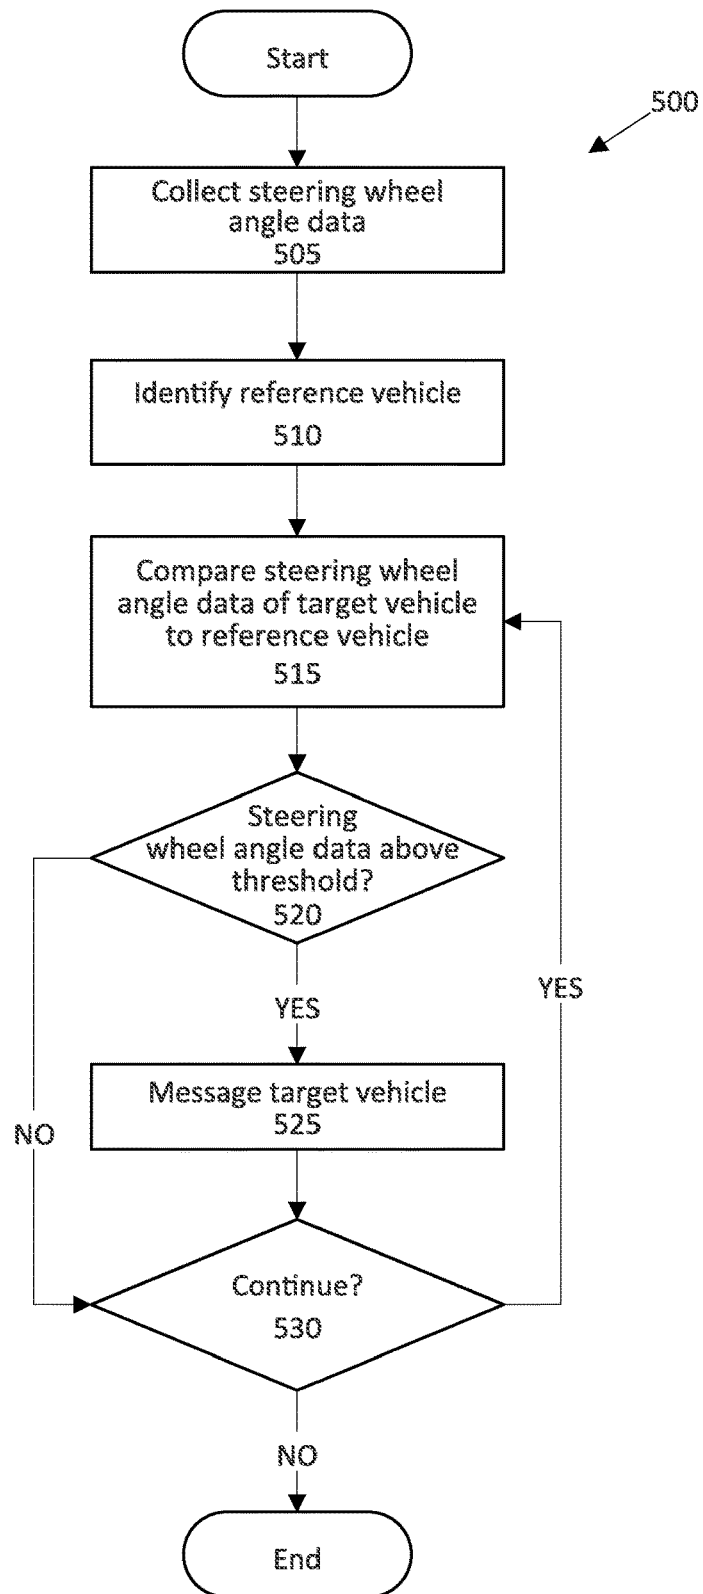 Start
500
Collect steering wheel
angle data
505
Identify reference vehicle
510
Compare steering wheel
angle data of target vehicle
to reference vehicle
515
Steering
wheel angle data above
threshold?
520
YES
YES
Message target vehicle
525
NO
Continue?
530
NO
End